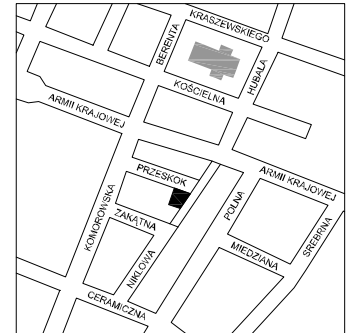 KRASZEWSKIEGO
BERENTA
HUBALA
KOŚCIELNA
ARMII KRAJOWEJ
PRZESKOK
ARMII KRAJOWEJ
ZAKĄTNA
POLNA
KOMOROWSKA
SREBRNA
MIEDZIANA
NIKLOWA
CERAMICZNA